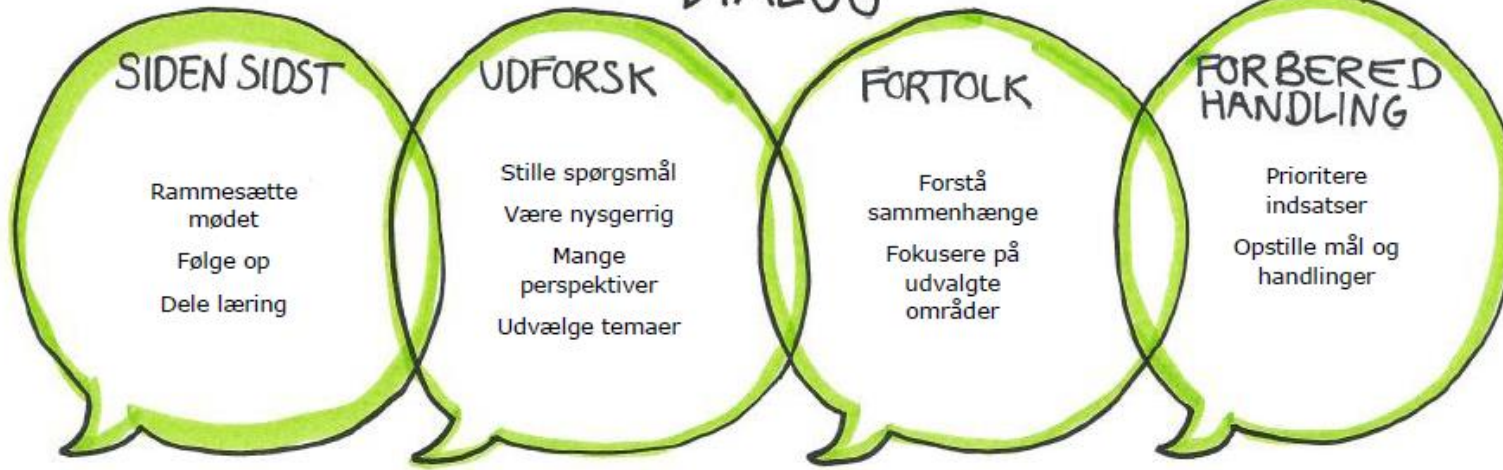 SIDEN SIDST
Rammesætte
mødet
Følge op
Dele læring
UDFORSK
Stille spørgsmål
Være nysgerrig
Mange
perspektiver
Udvælge temaer
FORTOLK
Forstå
sammenhænge
Fokusere på
udvalgte
områder
FORBERED
HANDLING
Prioritere
indsatser
Opstille mål og
handlinger